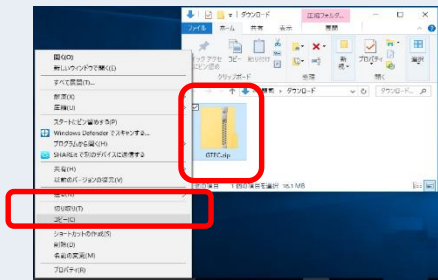 ダウンロード
圧縮フォル...
ファイル ホーム 共有 表示 展開
コピー 貼り付け
プロパティ
選択
クリップボード
整理
開く
ダウンロード
GTFC.zip
1個の項目を選択 16.1 MB
開く(O)
新しいウィンドウで開く(E)
すべて展開(T)...
圧縮(U)
スタートにピン留めする(P)
Windows Defender でスキャンする...
プログラムから開く(H)
SHAREit で別のデバイスに送信する
共有(H)
以前のバージョンの復元(V)
切り取り(T)
コピー(C)
ショートカットの作成(S)
削除(D)
名前の変更(M)
プロパティ(R)